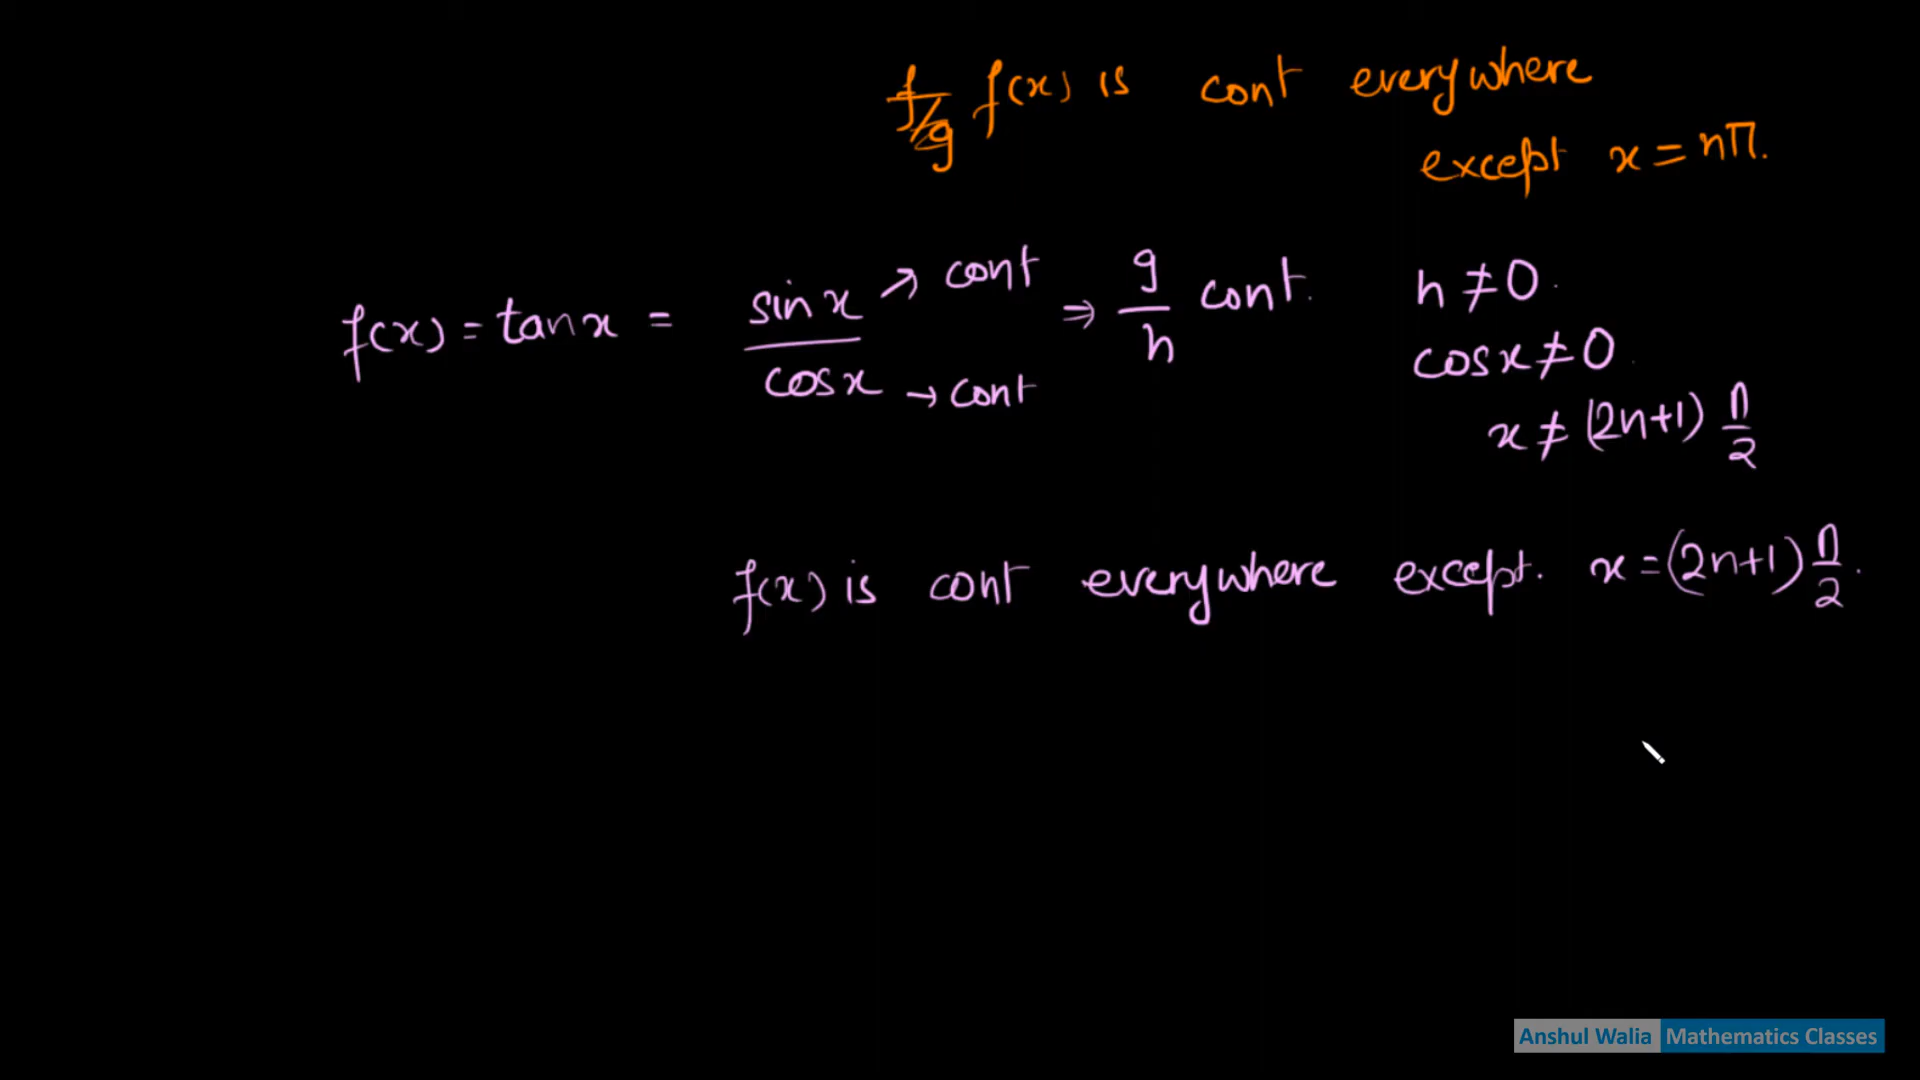 f/g f(x) is cont everywhere
except x = nπ.
f(x) = tan x = sin x / cos x → cont → cont ⇒ g/h cont. h ≠ 0.
cos x ≠ 0.
x ≠ (2n+1) π/2
f(x) is cont everywhere except. x = (2n+1) π/2.
Anshul Walia Mathematics Classes